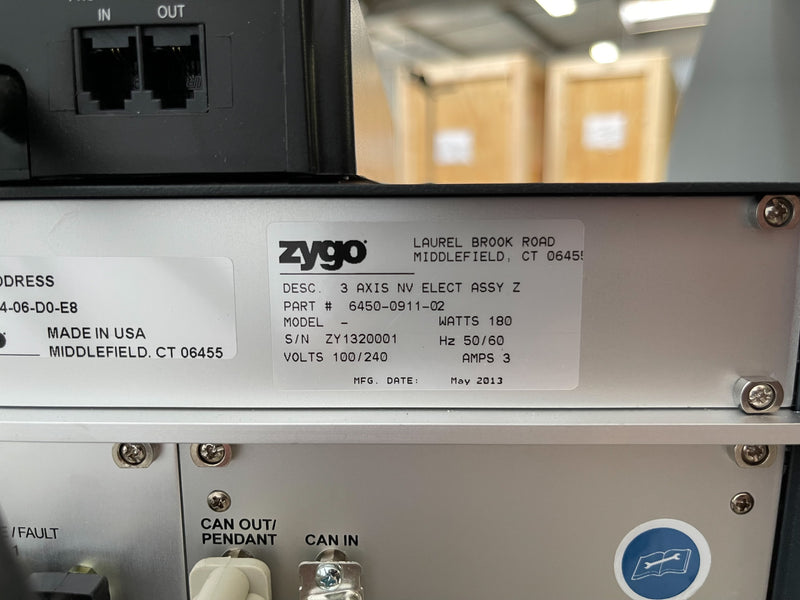 IN OUT
zygo
LAUREL BROOK ROAD
MIDDLEFIELD, CT 06455
DESC. 3 AXIS NV ELECT ASSY Z
PART # 6450-0911-02
MODEL -
WATTS 180
S/N ZY1320001
Hz 50/60
VOLTS 100/240
AMPS 3
MFG. DATE: May 2013
DDRESS
4-06-D0-E8
MADE IN USA
MIDDLEFIELD. CT 06455
/FAULT
CAN OUT/
PENDANT
CAN IN